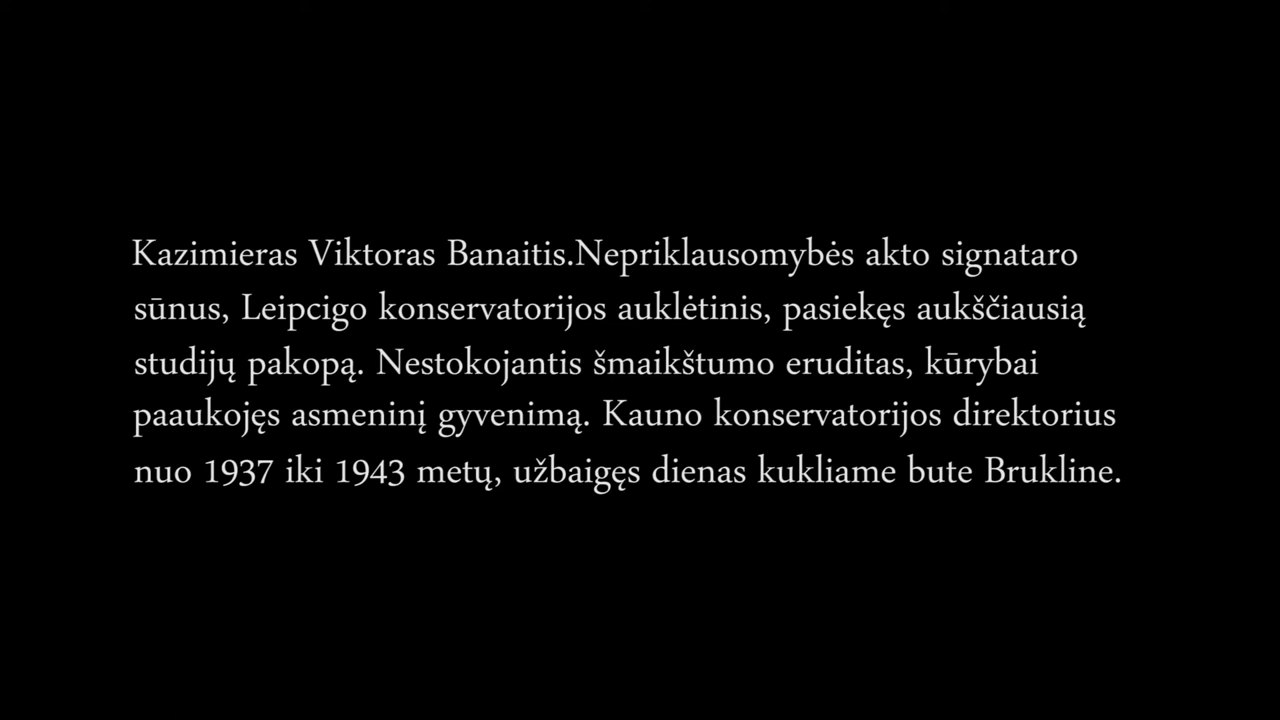 Kazimieras Viktoras Banaitis.Nepriklausomybės akto signataro
sūnus, Leipcigo konservatorijos auklėtinis, pasiekęs aukščiausią
studijų pakopą. Nestokojantis šmaikštumo eruditas, kūrybai
paaukojęs asmeninį gyvenimą. Kauno konservatorijos direktorius
nuo 1937 iki 1943 metų, užbaigęs dienas kukliame bute Brukline.